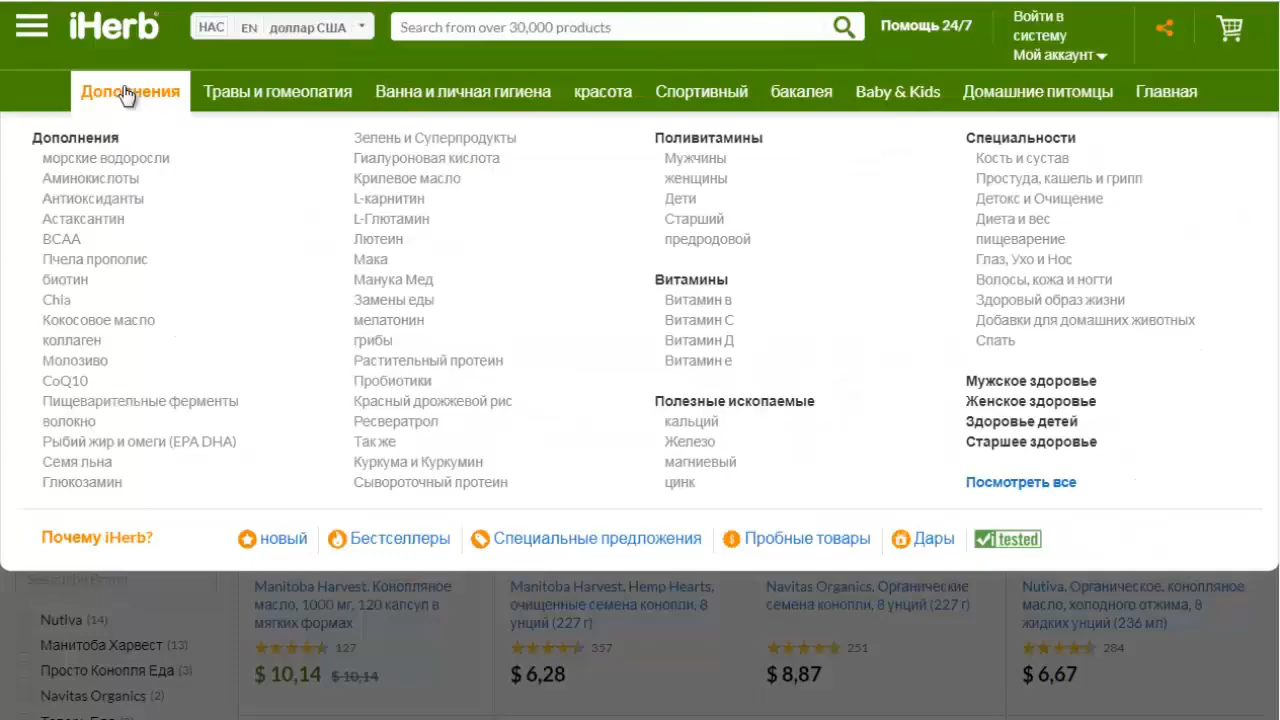 iHerb
НАС EN доллар США
Search from over 30,000 products
Помощь 24/7
Войти в
систему
Мой аккаунт
Дополнения
Травы и гомеопатия
Ванна и личная гигиена
красота
Спортивный
бакалея
Baby & Kids
Домашние питомцы
Главная
Дополнения
морские водоросли
Аминокислоты
Антиоксиданты
Астаксантин
BCAA
Пчела прополис
биотин
Chia
Кокосовое масло
коллаген
Молозиво
CoQ10
Пищеварительные ферменты
волокно
Рыбий жир и омеги (EPA DHA)
Семя льна
Глюкозамин
Зелень и Суперпродукты
Гиалуроновая кислота
Крилевое масло
L-карнитин
L-Глютамин
Лютеин
Мака
Манука Мед
Замены еды
мелатонин
грибы
Растительный протеин
Пробиотики
Красный дрожжевой рис
Ресвератрол
Так же
Куркума и Куркумин
Сывороточный протеин
Поливитамины
Мужчины
женщины
Дети
Старший
предродовой
Витамины
Витамин в
Витамин С
Витамин Д
Витамин е
Полезные ископаемые
кальций
Железо
магниевый
цинк
Специальности
Кость и сустав
Простуда, кашель и грипп
Детокс и Очищение
Диета и вес
пищеварение
Глаз, Ухо и Нос
Волосы, кожа и ногти
Здоровый образ жизни
Добавки для домашних животных
Спать
Мужское здоровье
Женское здоровье
Здоровье детей
Старшее здоровье
Посмотреть все
Почему iHerb?
новый
Бестселлеры
Специальные предложения
Пробные товары
Дары
tested
Nutiva (14)
Манитоба Харвест (13)
Просто Конопля Еда (3)
Navitas Organics (2)
Manitoba Harvest, Конопляное
масло, 1000 мг, 120 капсул в
мягких формах
127
$ 10,14 $ 10,14
Manitoba Harvest, Hemp Hearts,
очищенные семена конопли, 8
унций (227 г)
357
$ 6,28
Navitas Organics, Органические
семена конопли, 8 унций (227 г)
251
$ 8,87
Nutiva, Органическое, конопляное
масло, холодного отжима, 8
жидких унций (236 мл)
284
$ 6,67